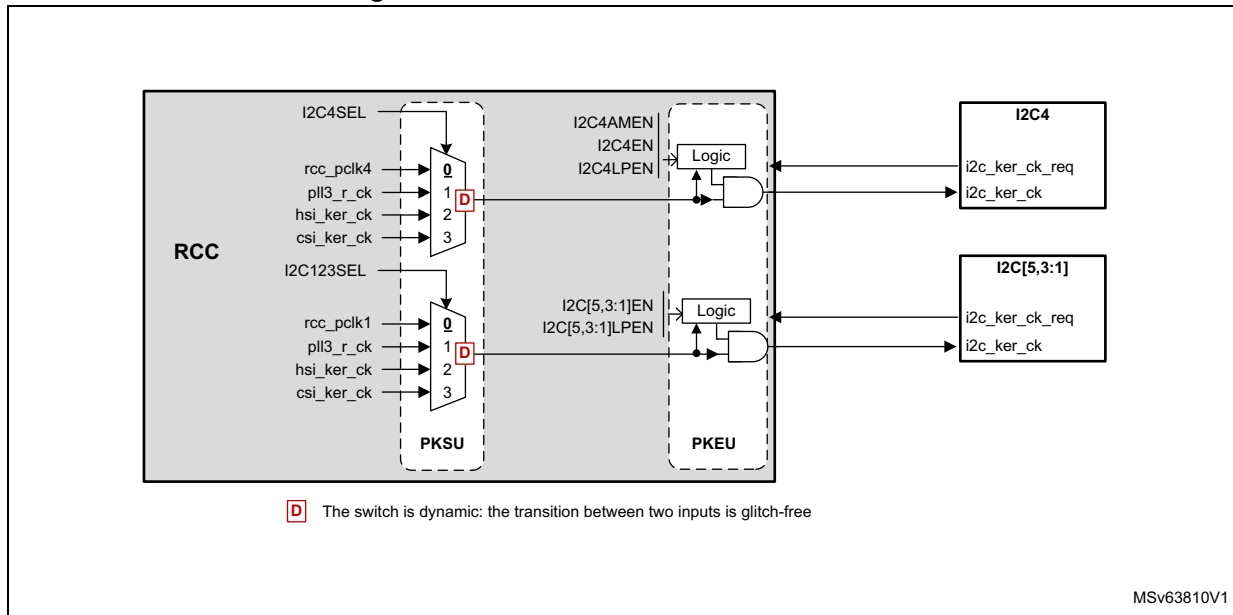 I2C4SEL
rcc_pclk4
pll3_r_ck
hsi_ker_ck
csi_ker_ck
0
1
2
3
D
I2C4AMEN
I2C4EN
I2C4LPEN
Logic
I2C4
i2c_ker_ck_req
i2c_ker_ck
RCC
I2C123SEL
rcc_pclk1
pll3_r_ck
hsi_ker_ck
csi_ker_ck
0
1
2
3
D
I2C[5,3:1]EN
I2C[5,3:1]LPEN
Logic
I2C[5,3:1]
i2c_ker_ck_req
i2c_ker_ck
PKSU
PKEU
D The switch is dynamic: the transition between two inputs is glitch-free
MSv63810V1